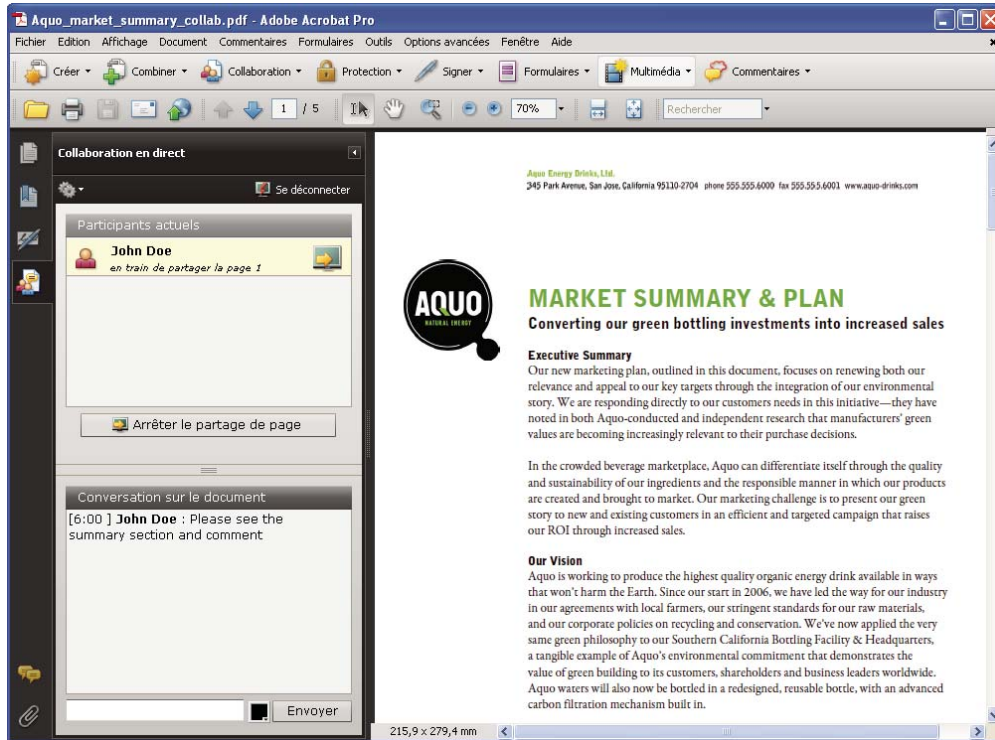 Aquo_market_summary_collab.pdf - Adobe Acrobat Pro
Fichier Edition Affichage Document Commentaires Formulaires Outils Options avancées Fenêtre Aide
Créer Combiner Collaboration Protection Signer Formulaires Multimédia Commentaires
1 / 5 70% Rechercher
Collaboration en direct
Se déconnecter
Participants actuels
John Doe
en train de partager la page 1
Arrêter le partage de page
Conversation sur le document
[6:00 ] John Doe : Please see the
summary section and comment
Envoyer
Aquo Energy Drinks, Ltd.
345 Park Avenue, San Jose, California 95110-2704 phone 555.555.6000 fax 555.555.6001 www.aquo-drinks.com
AQUO
NATURAL ENERGY
MARKET SUMMARY & PLAN
Converting our green bottling investments into increased sales
Executive Summary
Our new marketing plan, outlined in this document, focuses on renewing both our
relevance and appeal to our key targets through the integration of our environmental
story. We are responding directly to our customers needs in this initiative—they have
noted in both Aquo-conducted and independent research that manufacturers' green
values are becoming increasingly relevant to their purchase decisions.
In the crowded beverage marketplace, Aquo can differentiate itself through the quality
and sustainability of our ingredients and the responsible manner in which our products
are created and brought to market. Our marketing challenge is to present our green
story to new and existing customers in an efficient and targeted campaign that raises
our ROI through increased sales.
Our Vision
Aquo is working to produce the highest quality organic energy drink available in ways
that won't harm the Earth. Since our start in 2006, we have led the way for our industry
in our agreements with local farmers, our stringent standards for our raw materials,
and our corporate policies on recycling and conservation. We've now applied the very
same green philosophy to our Southern California Bottling Facility & Headquarters,
a tangible example of Aquo's environmental commitment that demonstrates the
value of green building to its customers, shareholders and business leaders worldwide.
Aquo waters will also now be bottled in a redesigned, reusable bottle, with an advanced
carbon filtration mechanism built in.
215,9 x 279,4 mm